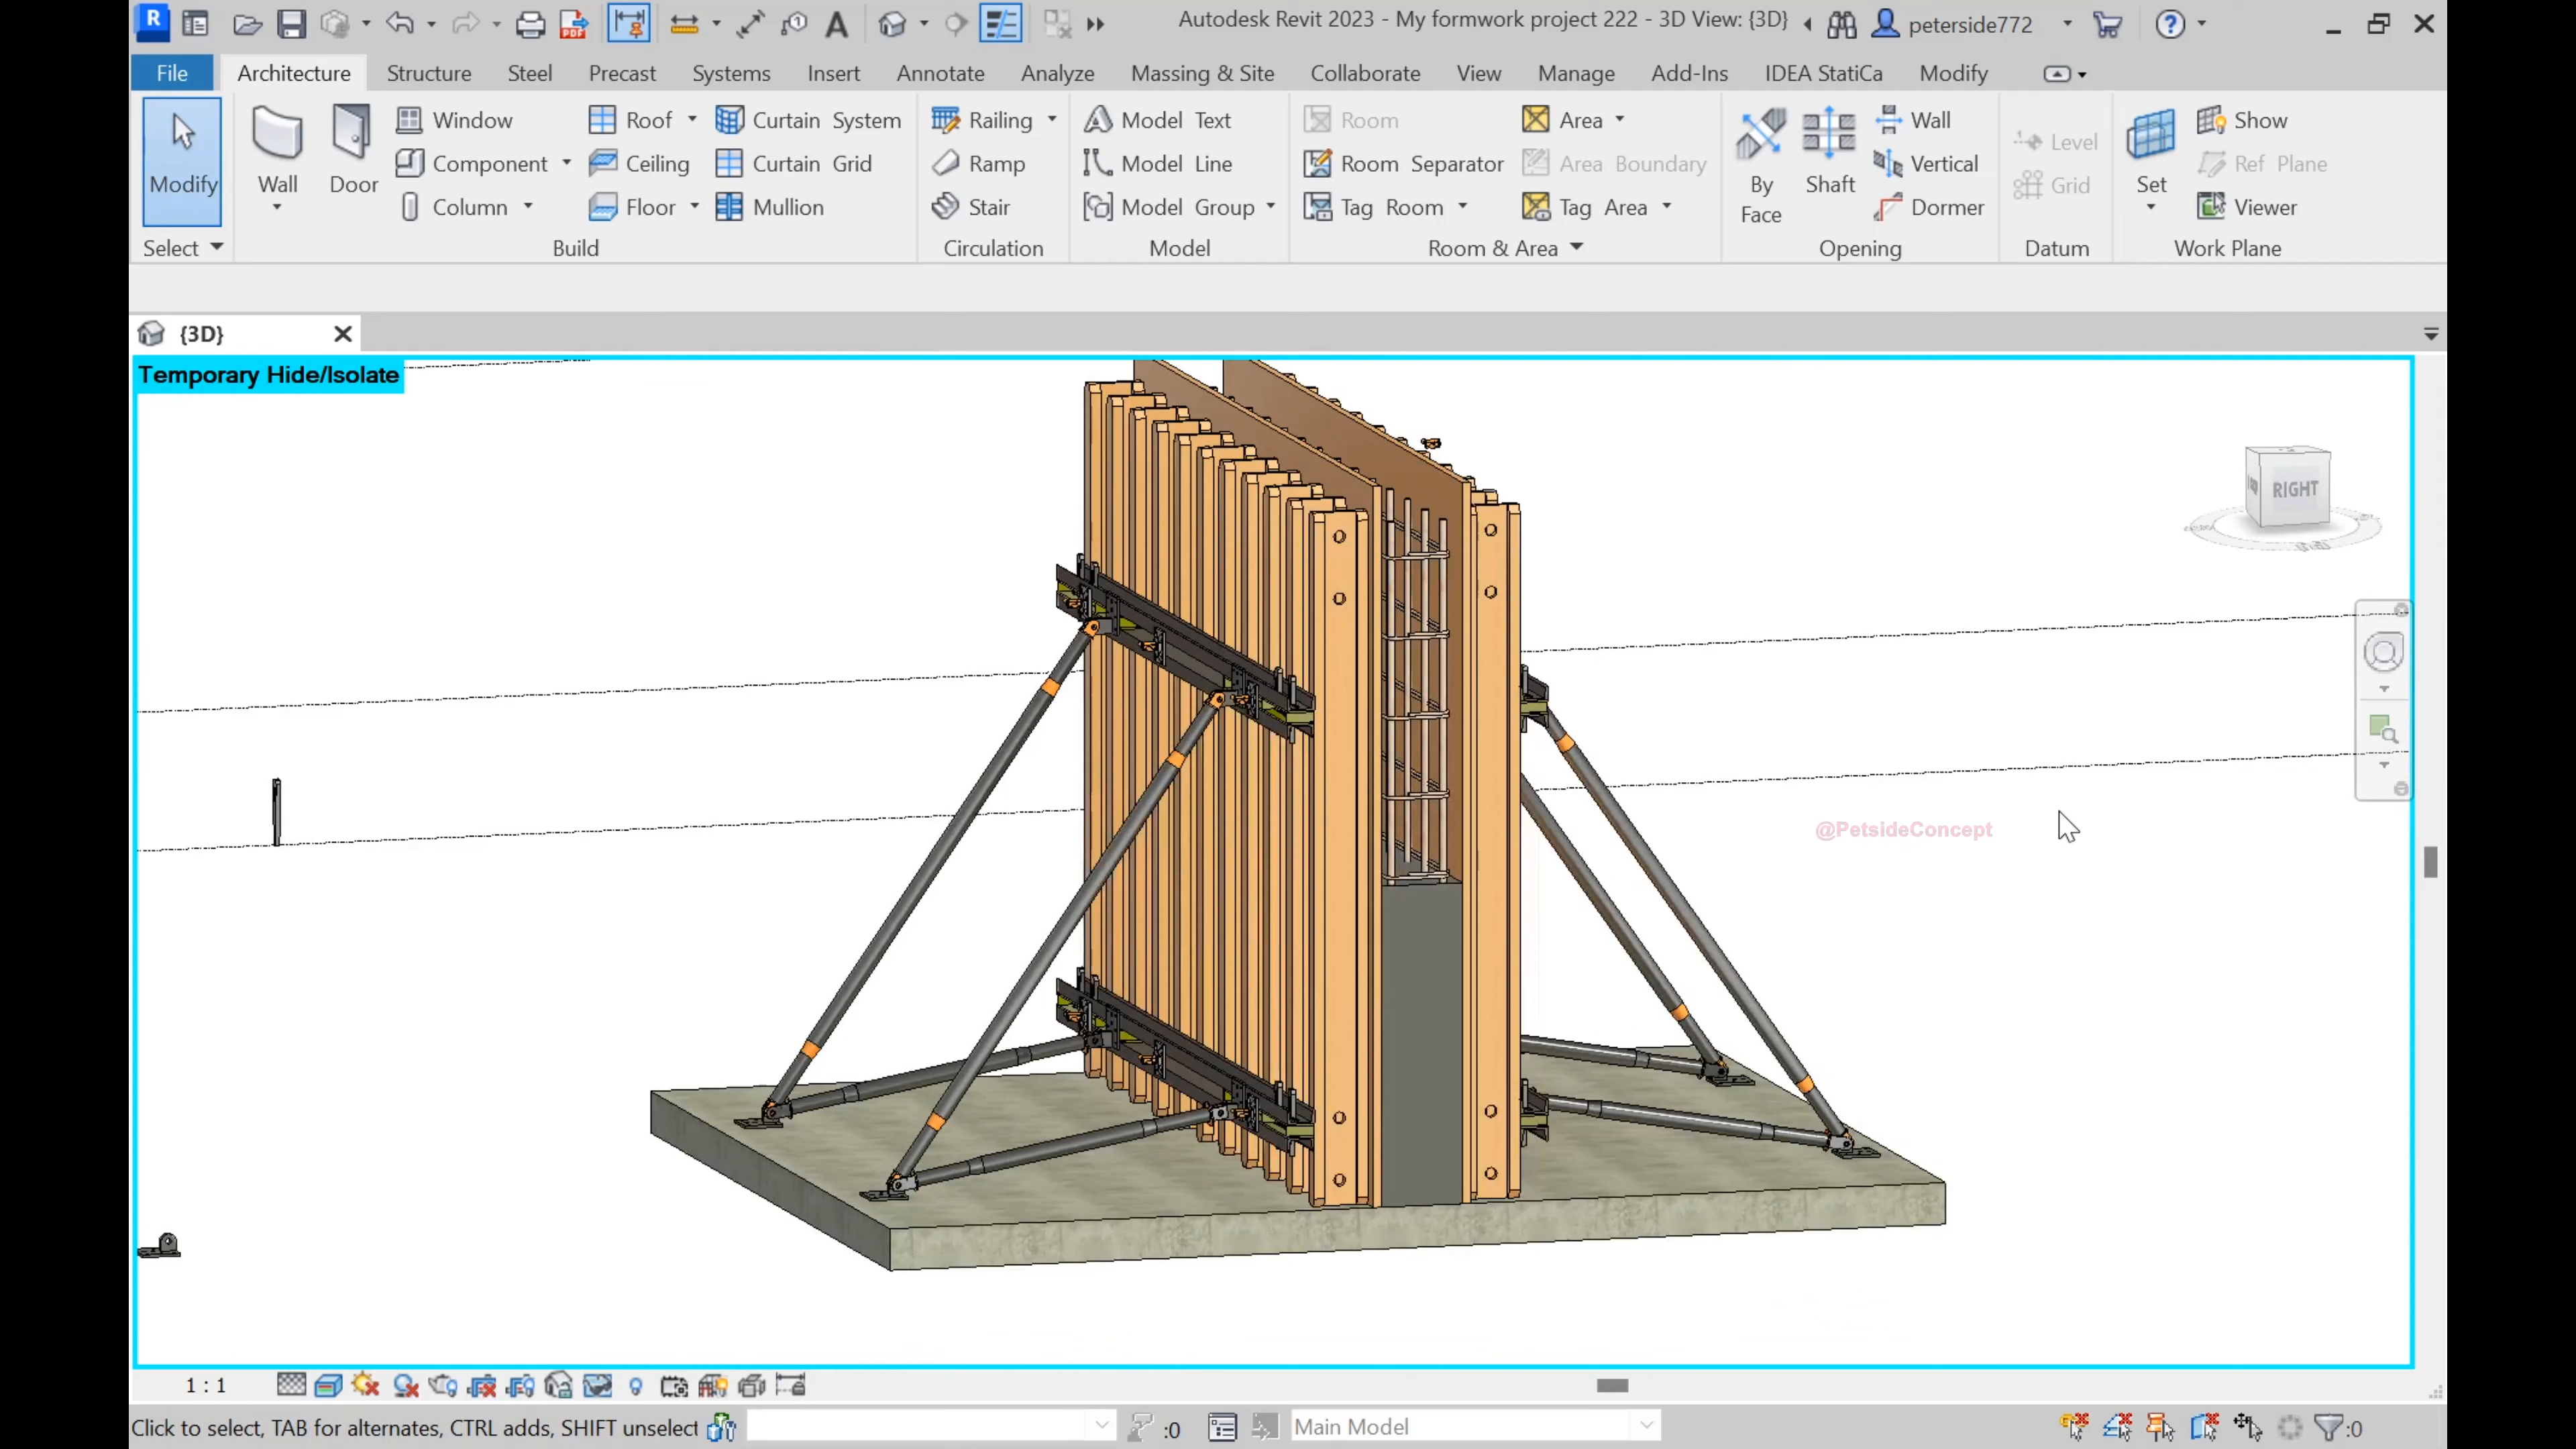 R
PDF
A
Autodesk Revit 2023 - My formwork project 222 - 3D View: {3D}
peterside772
?
File Architecture Structure Steel Precast Systems Insert Annotate Analyze Massing & Site Collaborate View Manage Add-Ins IDEA StatiCa Modify
Modify
Wall
Door
Window
Component
Column
Roof
Ceiling
Floor
Curtain System
Curtain Grid
Mullion
Railing
Ramp
Stair
Model Text
Model Line
Model Group
Room
Room Separator
Tag Room
Area
Area Boundary
Tag Area
By Face
Shaft
Wall
Vertical
Dormer
Level
Grid
Set
Show
Ref Plane
Viewer
Select
Build
Circulation
Model
Room & Area
Opening
Datum
Work Plane
{3D}
Temporary Hide/Isolate
RIGHT
@PetsideConcept
1 : 1
Click to select, TAB for alternates, CTRL adds, SHIFT unselect
:0
Main Model
:0